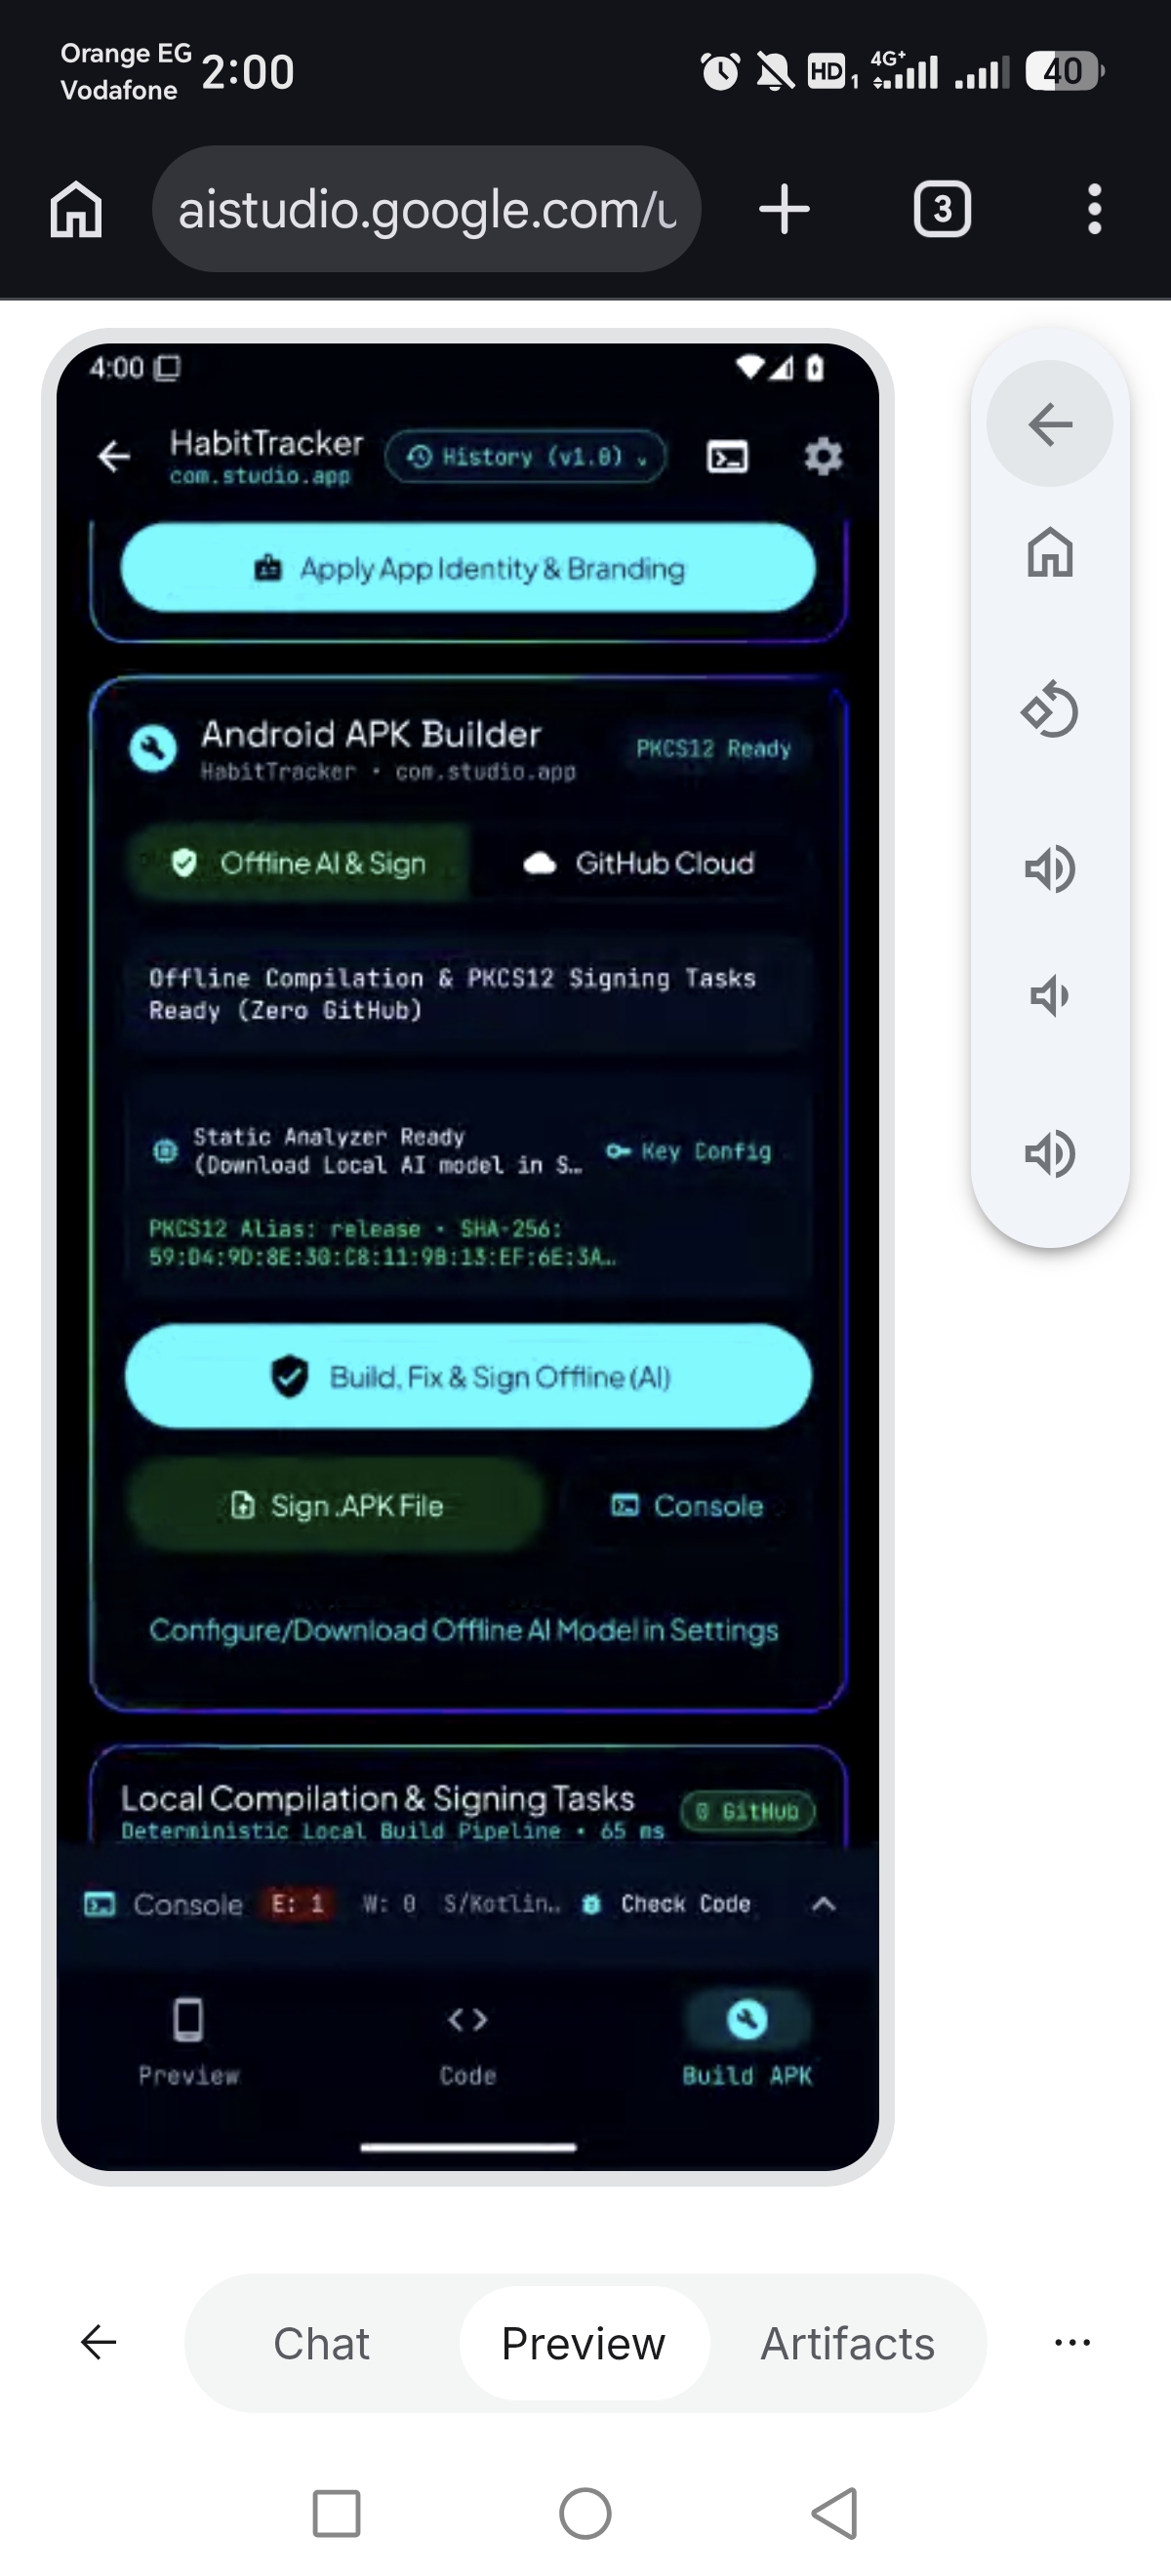 Orange EG
Vodafone
2:00
HD 1
4G+
40
aistudio.google.com/u
3
4:00
HabitTracker
com.studio.app
History (v1.0)
Apply App Identity & Branding
Android APK Builder
HabitTracker · com.studio.app
PKCS12 Ready
Offline AI & Sign
GitHub Cloud
Offline Compilation & PKCS12 Signing Tasks
Ready (Zero GitHub)
Static Analyzer Ready
(Download Local AI model in S…
Key Config
PKCS12 Alias: release · SHA-256:
59:D4:9D:8E:30:C8:11:9B:13:EF:6E:3A…
Build, Fix & Sign Offline (AI)
Sign .APK File
Console
Configure/Download Offline AI Model in Settings
Local Compilation & Signing Tasks
Deterministic Local Build Pipeline · 65 ms
0 GitHub
Console
E: 1
W: 0
S/Kotlin…
Check Code
Preview
Code
Build APK
Chat
Preview
Artifacts